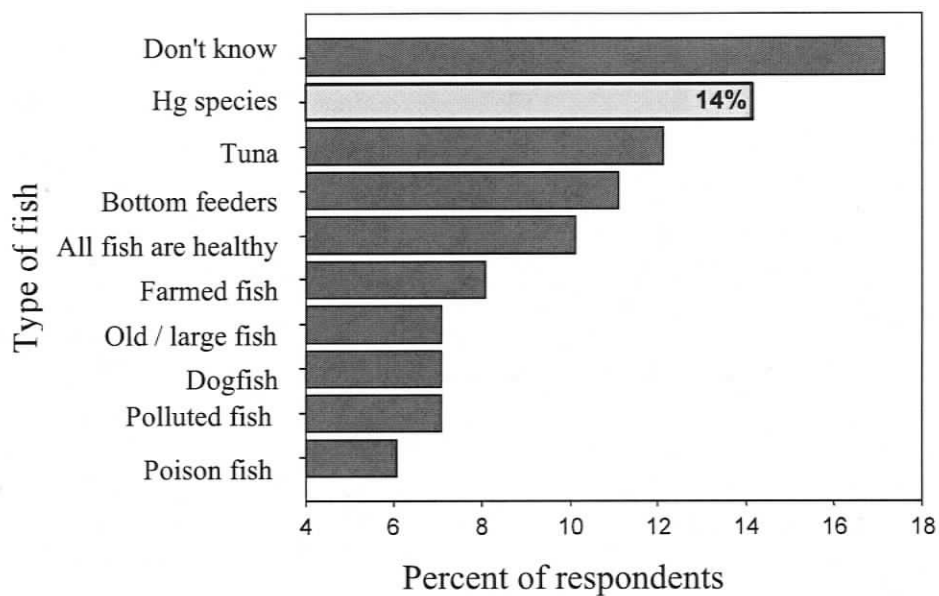 Don't know
Hg species
14%
Tuna
Bottom feeders
All fish are healthy
Farmed fish
Old / large fish
Dogfish
Polluted fish
Poison fish
Type of fish
4 6 8 10 12 14 16 18
Percent of respondents